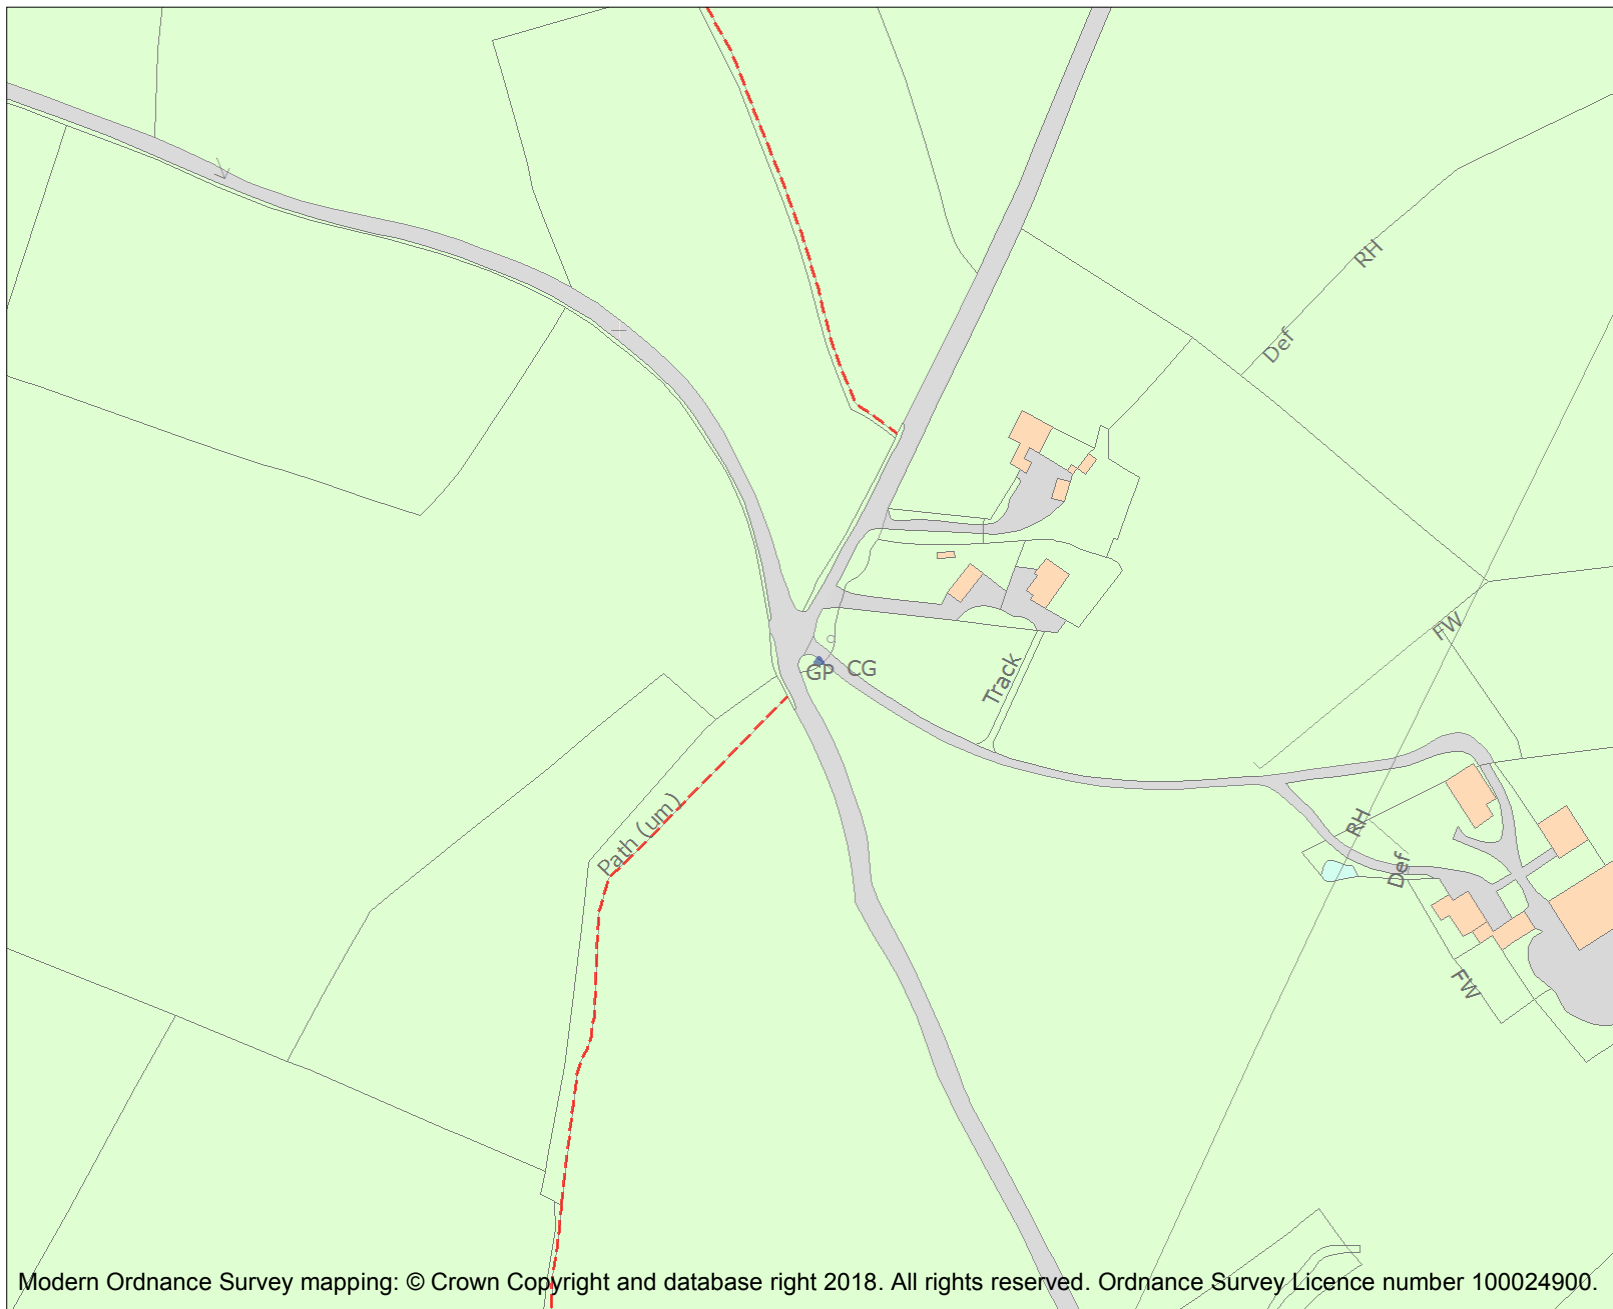 RH
Def
FW
GP
CG
Track
Path (um)
RH
Def
FW
Modern Ordnance Survey mapping: © Crown Copyright and database right 2018. All rights reserved. Ordnance Survey Licence number 100024900.